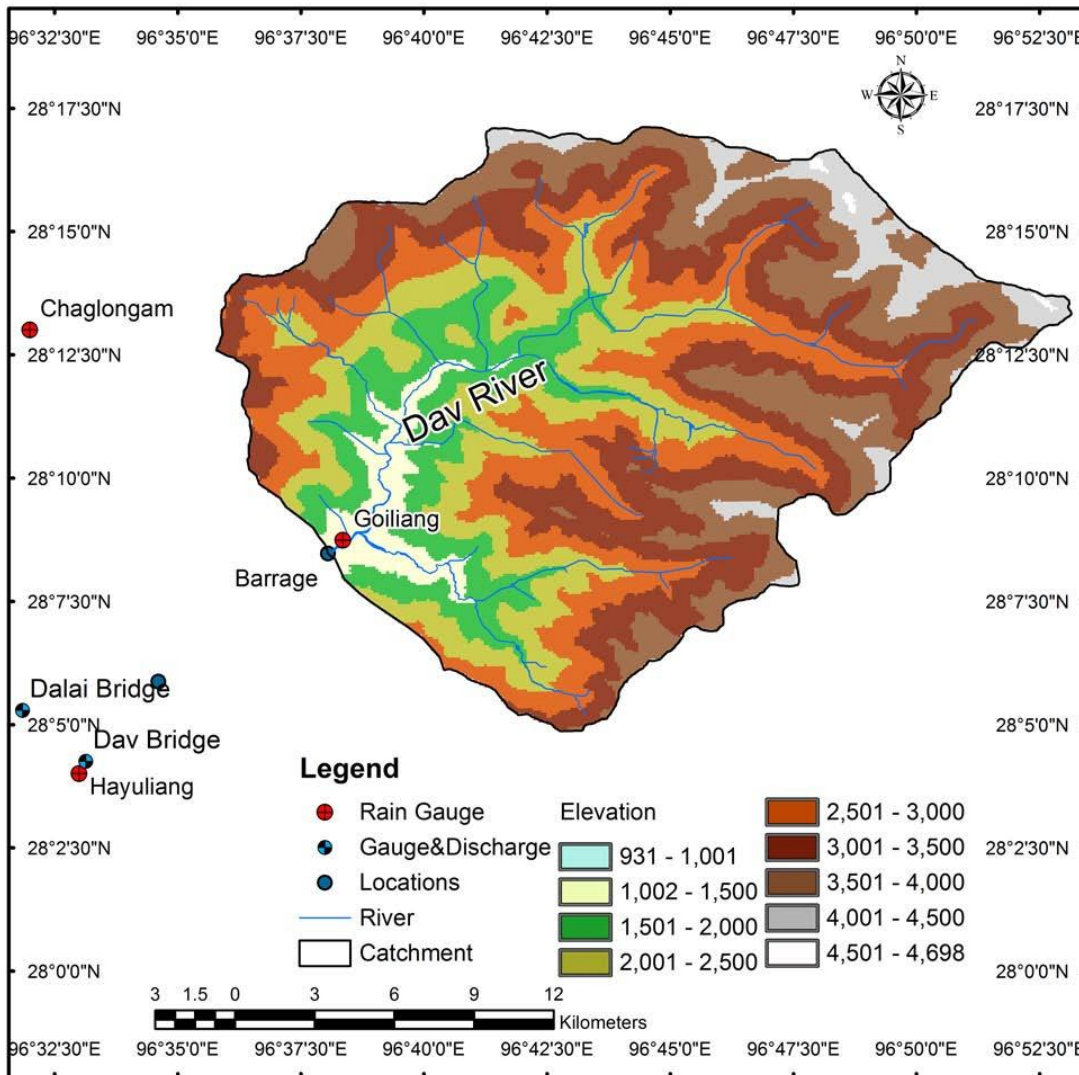 96°32'30"E 96°35'0"E 96°37'30"E 96°40'0"E 96°42'30"E 96°45'0"E 96°47'30"E 96°50'0"E 96°52'30"E
N
W E
S
28°17'30"N 28°17'30"N
28°15'0"N 28°15'0"N
Chaglongam
28°12'30"N 28°12'30"N
Dav River
28°10'0"N 28°10'0"N
Goiliang
Barrage
28°7'30"N 28°7'30"N
Dalai Bridge
28°5'0"N 28°5'0"N
Dav Bridge
Hayuliang
28°2'30"N 28°2'30"N
28°0'0"N 28°0'0"N
Legend
Rain Gauge
Gauge&Discharge
Locations
River
Catchment
Elevation
931 - 1,001
1,002 - 1,500
1,501 - 2,000
2,001 - 2,500
2,501 - 3,000
3,001 - 3,500
3,501 - 4,000
4,001 - 4,500
4,501 - 4,698
3 1.5 0 3 6 9 12
Kilometers
96°32'30"E 96°35'0"E 96°37'30"E 96°40'0"E 96°42'30"E 96°45'0"E 96°47'30"E 96°50'0"E 96°52'30"E